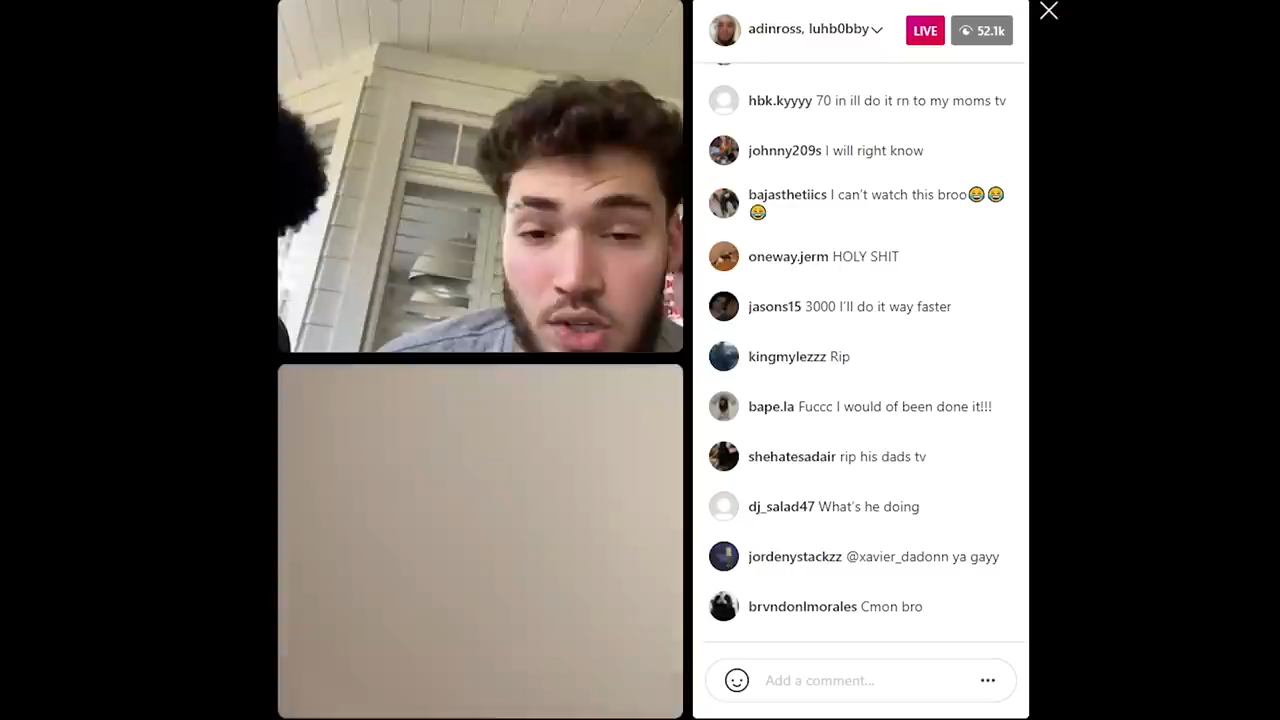 adinross, luhb0bby
LIVE
52.1k
hbk.kyyyy 70 in ill do it rn to my moms tv
johnny209s I will right know
bajasthetiics I can't watch this broo😂😂
😂
oneway.jerm HOLY SHIT
jasons15 3000 I'll do it way faster
kingmylezzz Rip
bape.la Fuccc I would of been done it!!!
shehatesadair rip his dads tv
dj_salad47 What's he doing
jordenystackzz @xavier_dadonn ya gayy
brvndonlmorales Cmon bro
Add a comment...